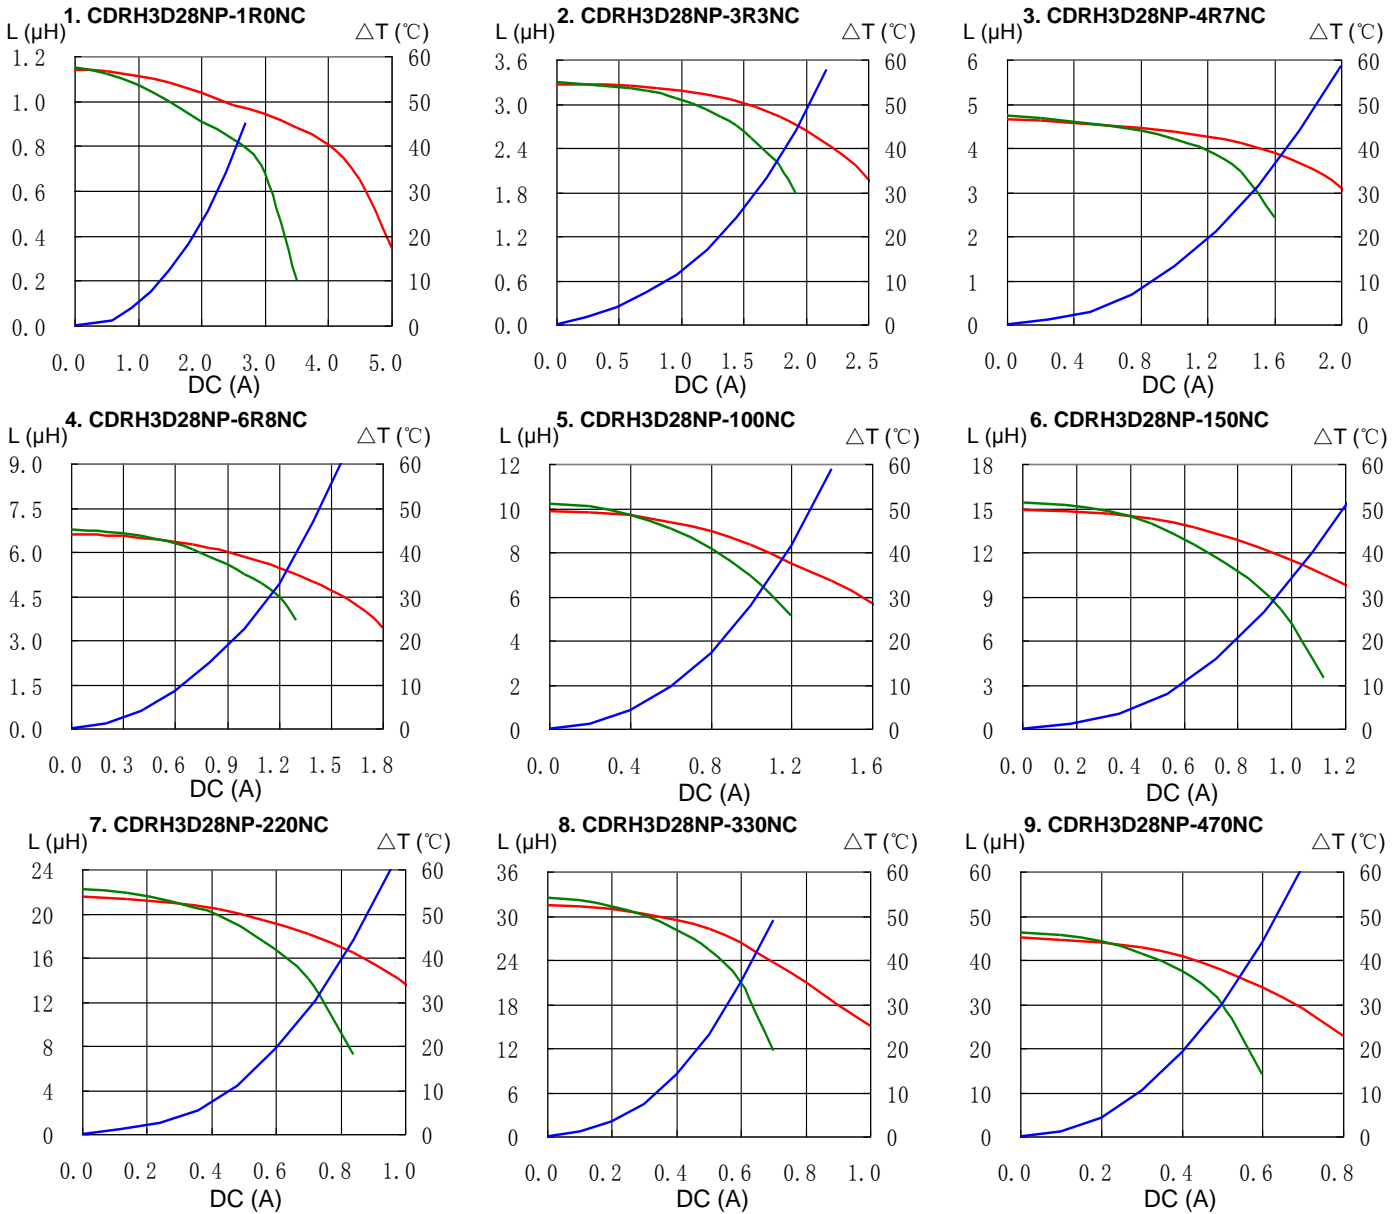 1. CDRH3D28NP-1R0NC
L (µH) △T (℃)
1.2 60
1.0 50
0.8 40
0.6 30
0.4 20
0.2 10
0.0 0
0.0 1.0 2.0 3.0 4.0 5.0
DC (A)
2. CDRH3D28NP-3R3NC
L (µH) △T (℃)
3.6 60
3.0 50
2.4 40
1.8 30
1.2 20
0.6 10
0.0 0
0.0 0.5 1.0 1.5 2.0 2.5
DC (A)
3. CDRH3D28NP-4R7NC
L (µH) △T (℃)
6 60
5 50
4 40
3 30
2 20
1 10
0 0
0.0 0.4 0.8 1.2 1.6 2.0
DC (A)
4. CDRH3D28NP-6R8NC
L (µH) △T (℃)
9.0 60
7.5 50
6.0 40
4.5 30
3.0 20
1.5 10
0.0 0
0.0 0.3 0.6 0.9 1.2 1.5 1.8
DC (A)
5. CDRH3D28NP-100NC
L (µH) △T (℃)
12 60
10 50
8 40
6 30
4 20
2 10
0 0
0.0 0.4 0.8 1.2 1.6
DC (A)
6. CDRH3D28NP-150NC
L (µH) △T (℃)
18 60
15 50
12 40
9 30
6 20
3 10
0 0
0.0 0.2 0.4 0.6 0.8 1.0 1.2
DC (A)
7. CDRH3D28NP-220NC
L (µH) △T (℃)
24 60
20 50
16 40
12 30
8 20
4 10
0 0
0.0 0.2 0.4 0.6 0.8 1.0
DC (A)
8. CDRH3D28NP-330NC
L (µH) △T (℃)
36 60
30 50
24 40
18 30
12 20
6 10
0 0
0.0 0.2 0.4 0.6 0.8 1.0
DC (A)
9. CDRH3D28NP-470NC
L (µH) △T (℃)
60 60
50 50
40 40
30 30
20 20
10 10
0 0
0.0 0.2 0.4 0.6 0.8
DC (A)